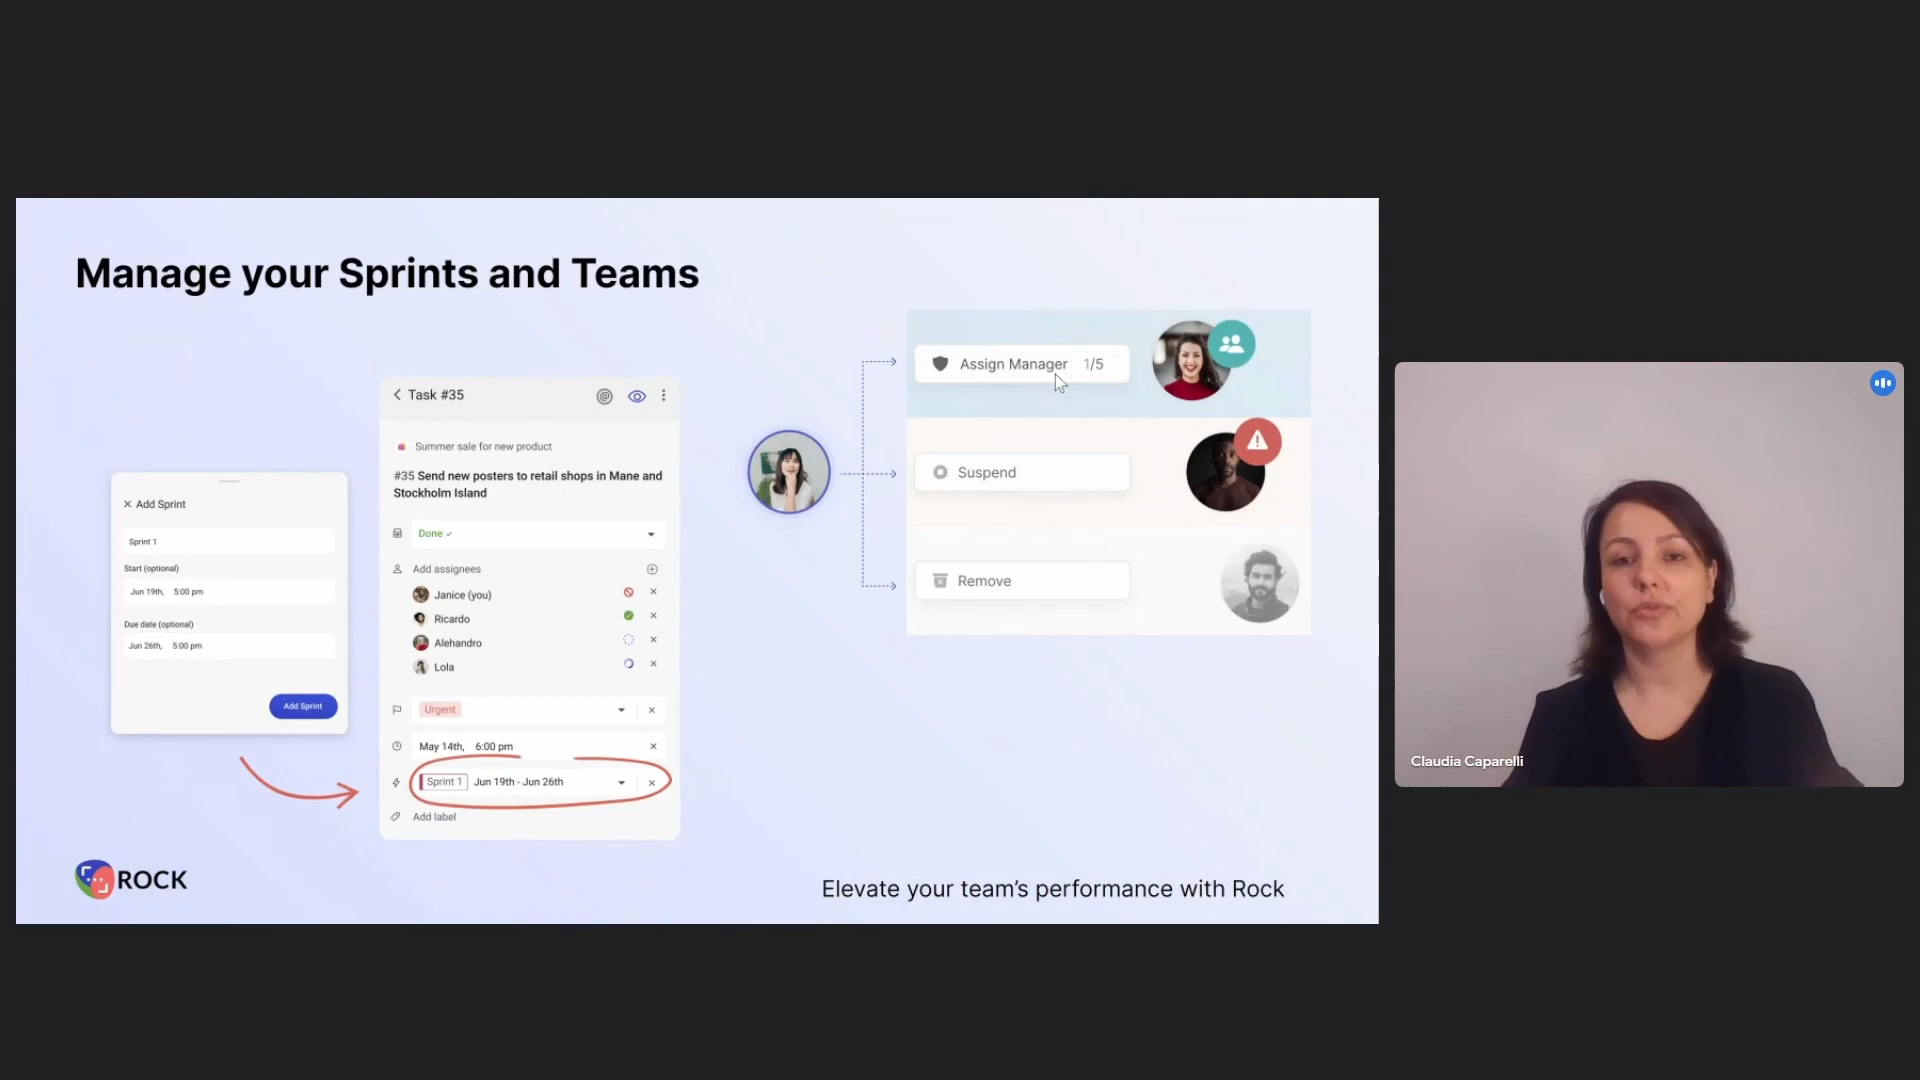 Manage your Sprints and Teams
Add Sprint
Sprint 1
Start (optional)
Jun 19th, 5:00 pm
Due date (optional)
Jun 26th, 5:00 pm
Add Sprint
Task #35
Summer sale for new product
#35 Send new posters to retail shops in Mane and
Stockholm Island
Done
Add assignees
Janice (you)
Ricardo
Alehandro
Lola
Urgent
May 14th, 6:00 pm
Sprint 1 Jun 19th - Jun 26th
Add label
Assign Manager 1/5
Suspend
Remove
ROCK
Elevate your team's performance with Rock
Claudia Caparelli